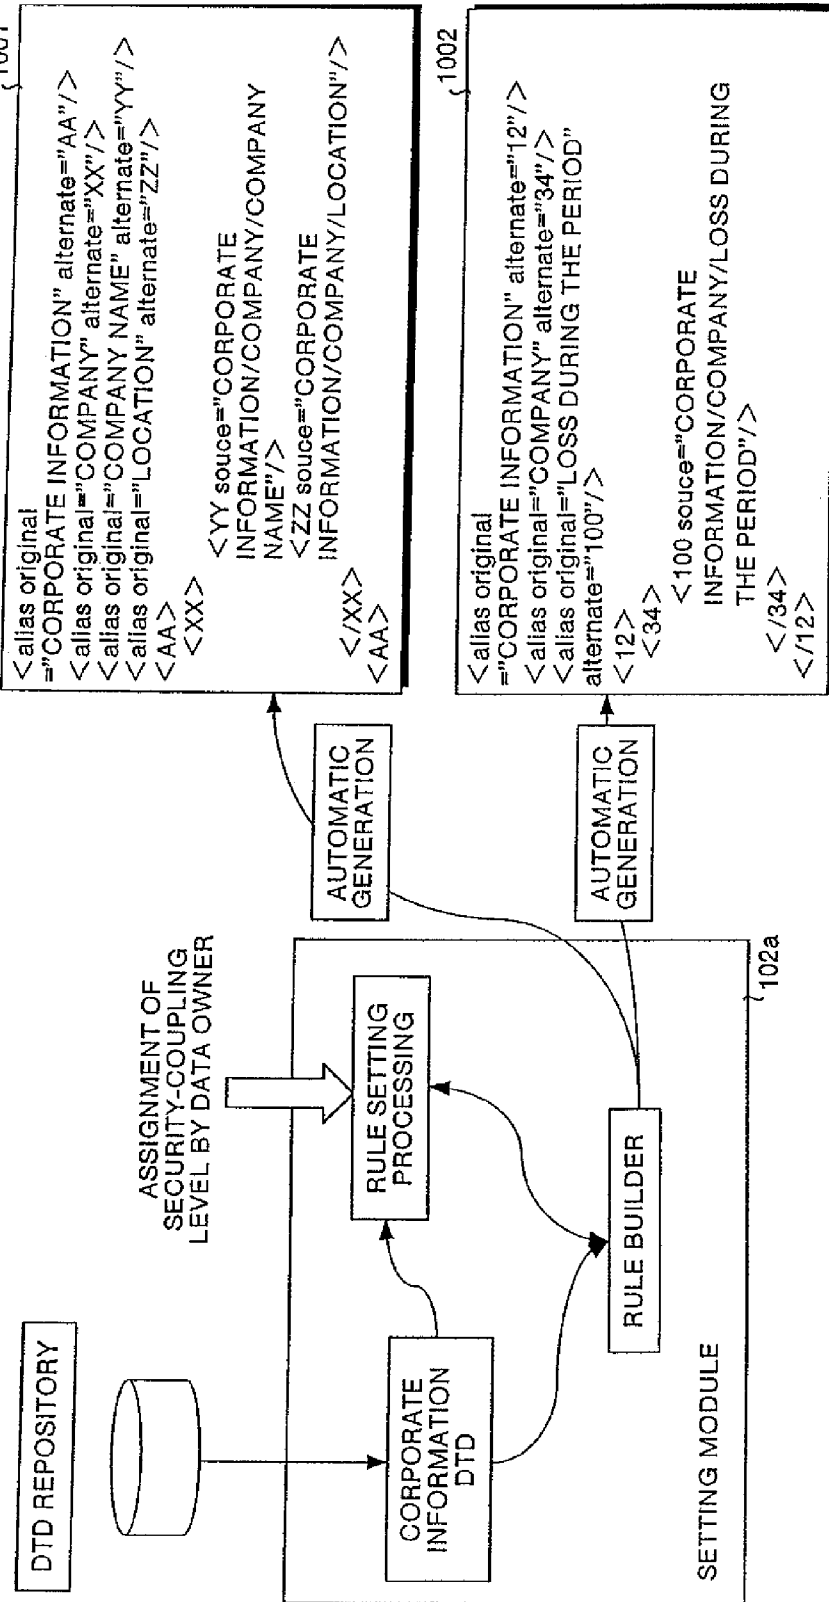 DTD REPOSITORY
ASSIGNMENT OF
SECURITY-COUPLING
LEVEL BY DATA OWNER
CORPORATE
INFORMATION
DTD
RULE SETTING
PROCESSING
RULE BUILDER
SETTING MODULE
102a
AUTOMATIC
GENERATION
AUTOMATIC
GENERATION
1001
<alias original
="CORPORATE INFORMATION" alternate="AA"/>
<alias original="COMPANY" alternate="XX"/>
<alias original="COMPANY NAME" alternate="YY"/>
<alias original="LOCATION" alternate="ZZ"/>
<AA>
<XX>
<YY souce="CORPORATE
INFORMATION/COMPANY/COMPANY
NAME"/>
<ZZ souce="CORPORATE
INFORMATION/COMPANY/LOCATION"/>
</XX>
<AA>
1002
<alias original
="CORPORATE INFORMATION" alternate="12"/>
<alias original="COMPANY" alternate="34"/>
<alias original="LOSS DURING THE PERIOD"
alternate="100"/>
<12>
<34>
<100 souce="CORPORATE
INFORMATION/COMPANY/LOSS DURING
THE PERIOD"/>
</34>
</12>